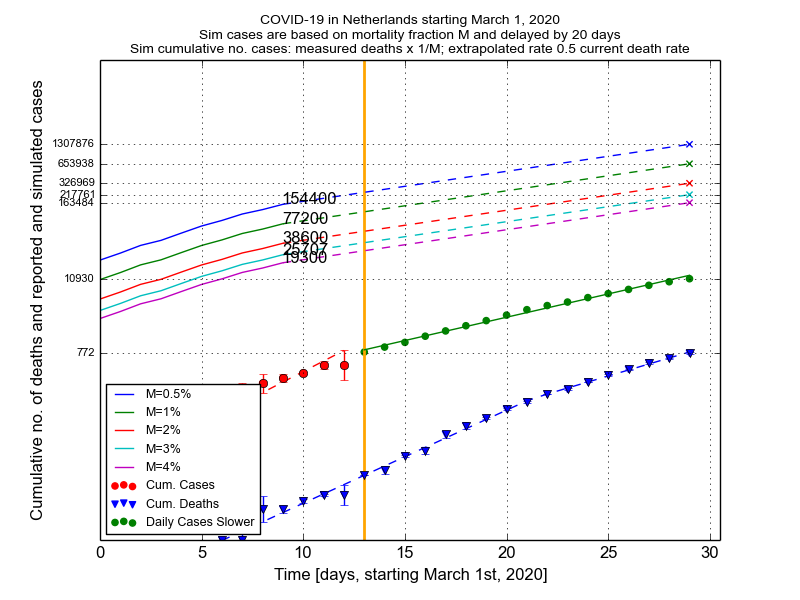 COVID-19 in Netherlands starting March 1, 2020
Sim cases are based on mortality fraction M and delayed by 20 days
Sim cumulative no. cases: measured deaths x 1/M; extrapolated rate 0.5 current death rate
Cumulative no. of deaths and reported and simulated cases
1307876
653938
326969
217761
163484
10930
772
154400
77200
38600
25707
19300
M=0.5%
M=1%
M=2%
M=3%
M=4%
Cum. Cases
Cum. Deaths
Daily Cases Slower
0 5 10 15 20 25 30
Time [days, starting March 1st, 2020]